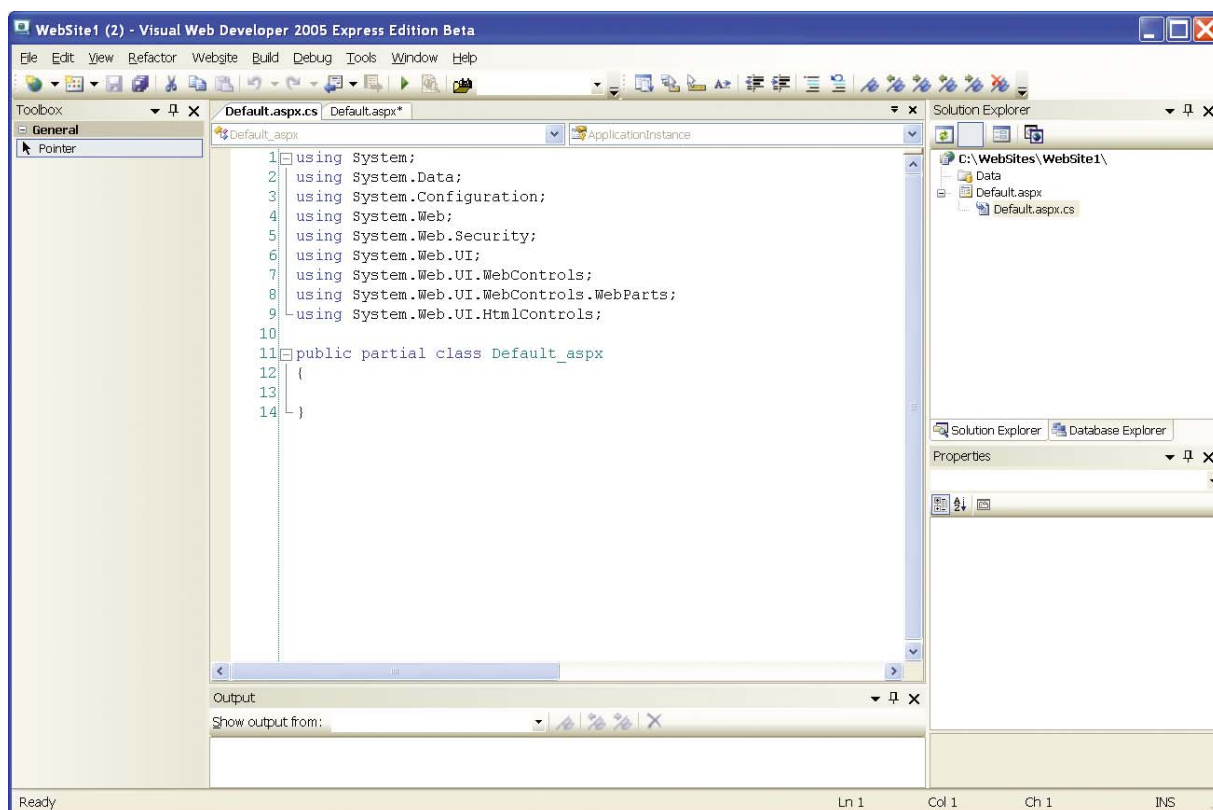 WebSite1 (2) - Visual Web Developer 2005 Express Edition Beta
File Edit View Refactor Website Build Debug Tools Window Help
Toolbox
General
Pointer
Default.aspx.cs Default.aspx*
Default_aspx ApplicationInstance
1 using System;
2 using System.Data;
3 using System.Configuration;
4 using System.Web;
5 using System.Web.Security;
6 using System.Web.UI;
7 using System.Web.UI.WebControls;
8 using System.Web.UI.WebControls.WebParts;
9 using System.Web.UI.HtmlControls;
10
11 public partial class Default_aspx
12 {
13
14 }
Output
Show output from:
Solution Explorer
C:\WebSites\WebSite1\
Data
Default.aspx
Default.aspx.cs
Solution Explorer Database Explorer
Properties
Ready Ln 1 Col 1 Ch 1 INS